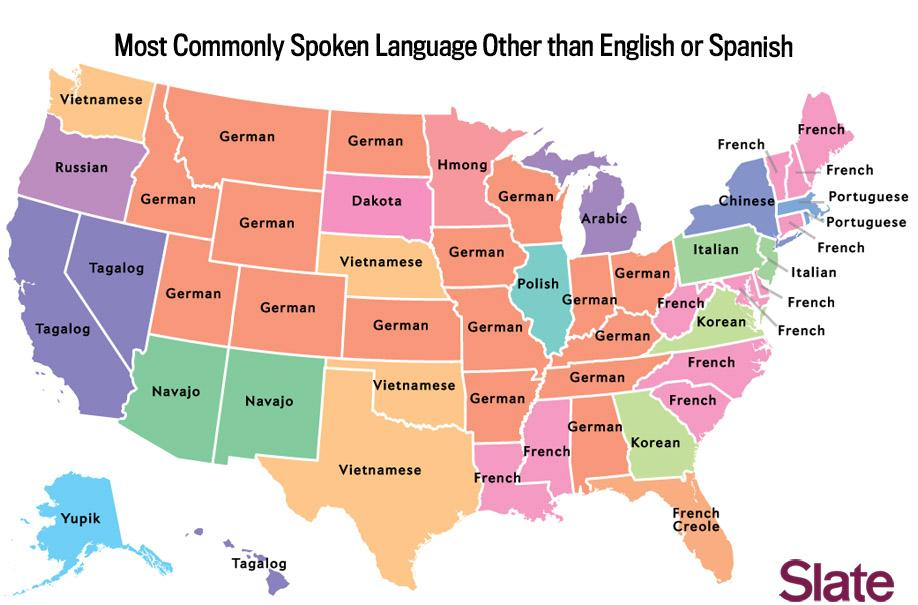 Most Commonly Spoken Language Other than English or Spanish
Vietnamese
German
German
Hmong
French
French
French
Russian
German
Dakota
German
Chinese
Portuguese
German
Arabic
Portuguese
Tagalog
Vietnamese
German
Italian
French
German
Polish
German
German
Italian
German
French
French
Tagalog
German
German
German
Korean
French
Navajo
Navajo
Vietnamese
German
German
French
French
Vietnamese
French
French
German
Korean
Yupik
Tagalog
French
Creole
Slate